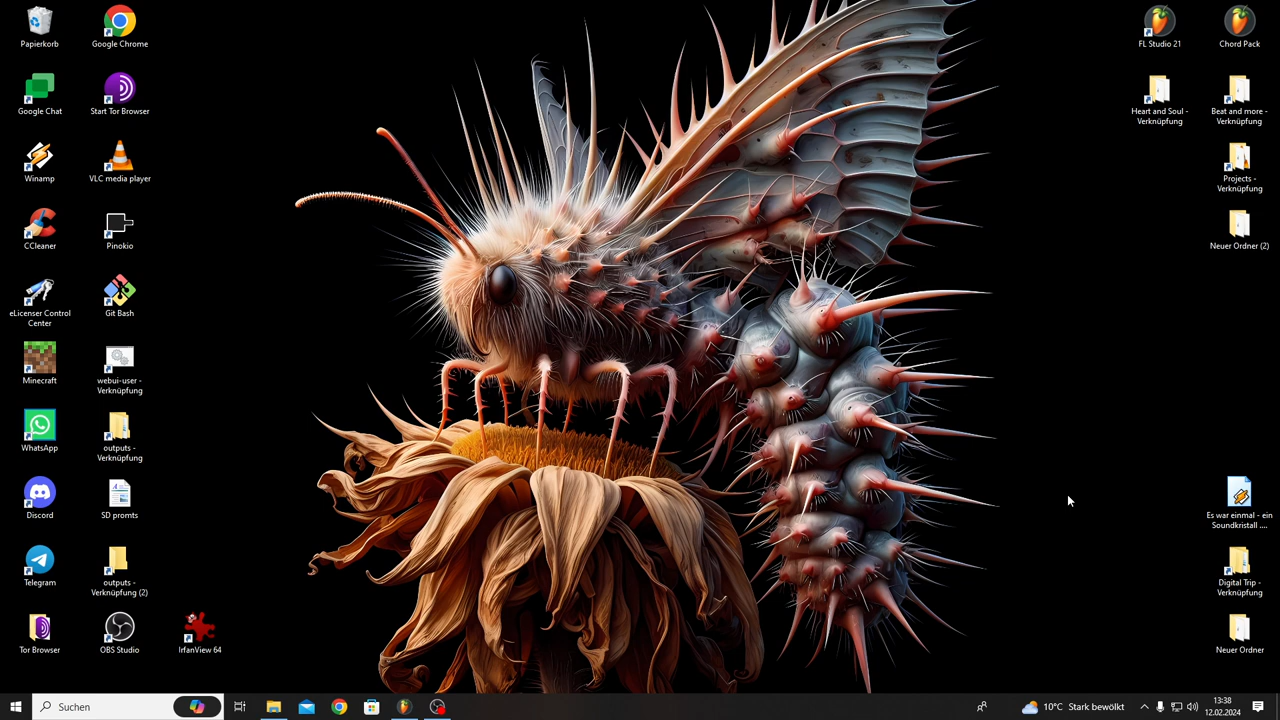 Papierkorb
Google Chrome
Google Chat
Start Tor Browser
Winamp
VLC media player
CCleaner
Pinokio
eLicenser Control
Center
Git Bash
Minecraft
webui-user -
Verknüpfung
WhatsApp
outputs -
Verknüpfung
Discord
SD promts
Telegram
outputs -
Verknüpfung (2)
Tor Browser
OBS Studio
IrfanView 64
FL Studio 21
Chord Pack
Heart and Soul -
Verknüpfung
Beat and more -
Verknüpfung
Projects -
Verknüpfung
Neuer Ordner (2)
Es war einmal - ein
Soundkristall ....
Digital Trip -
Verknüpfung
Neuer Ordner
Suchen
10°C Stark bewölkt
13:38
12.02.2024